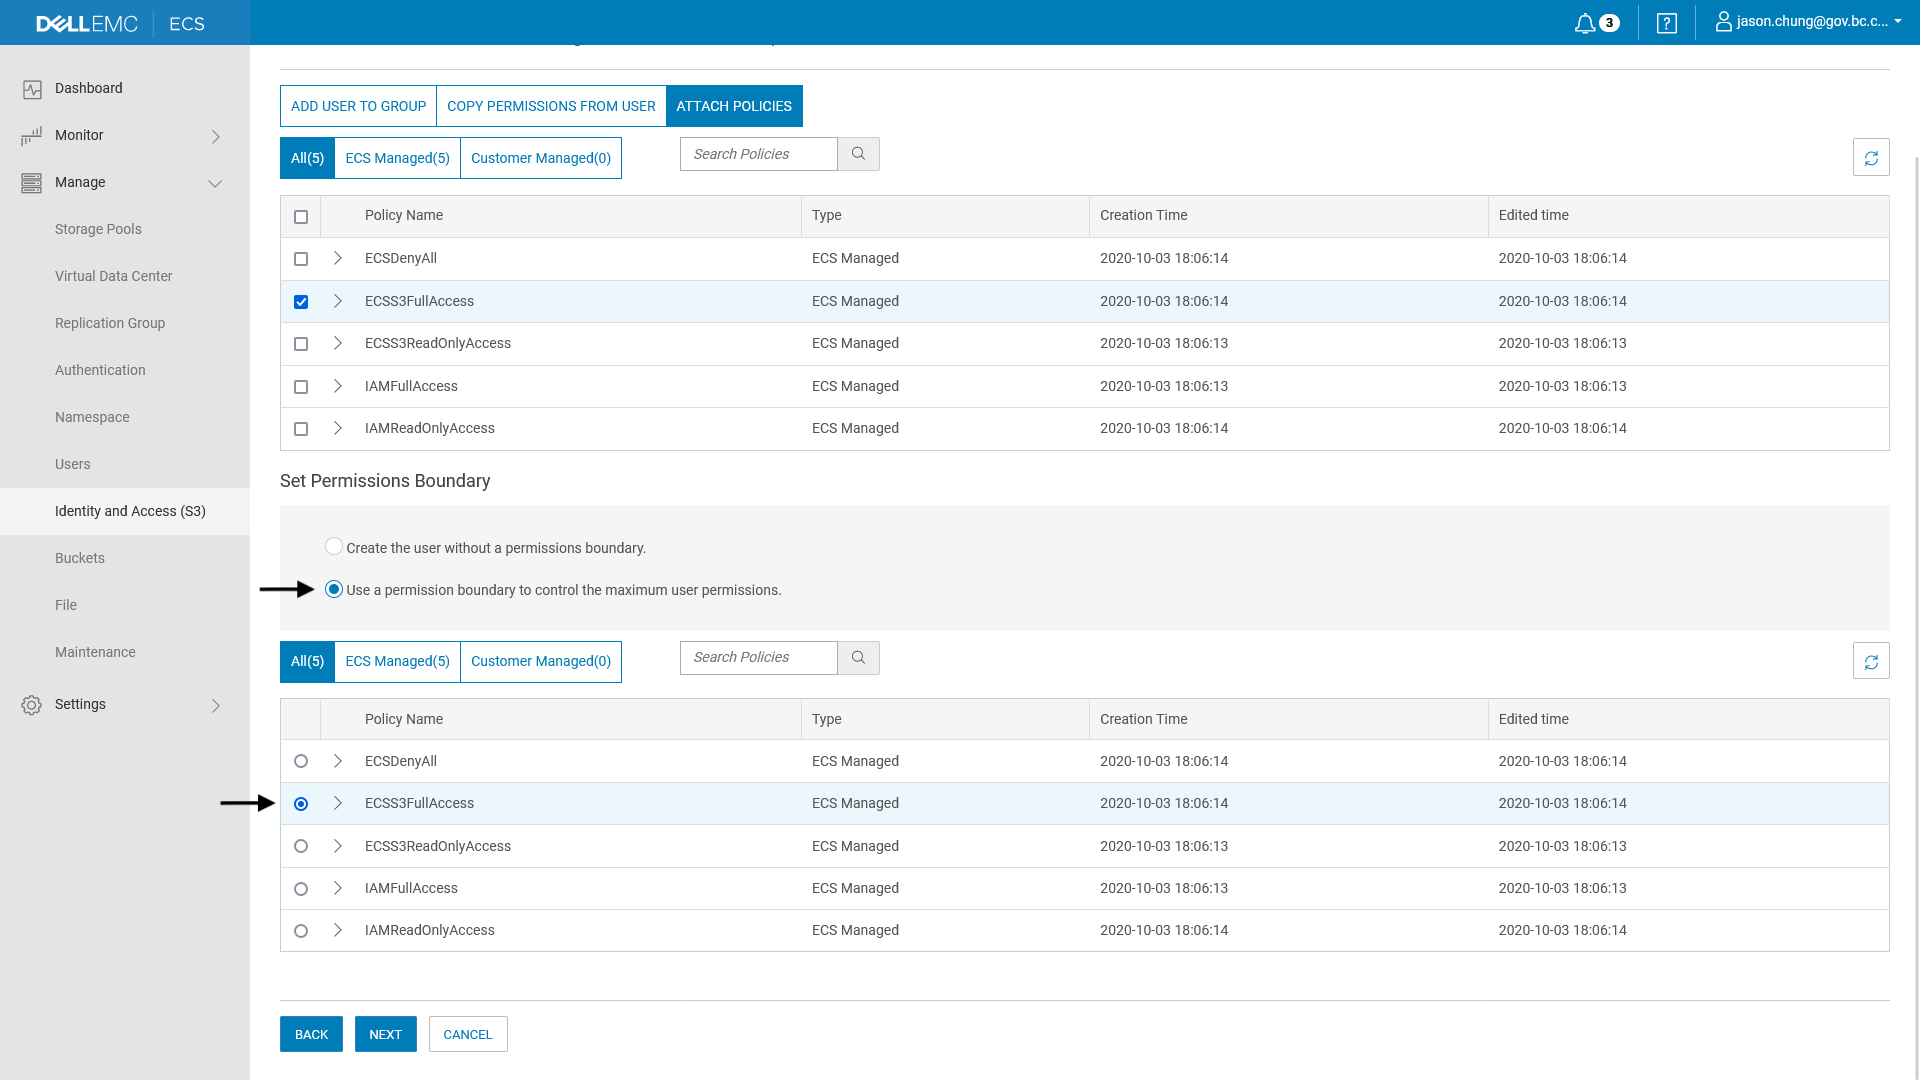 DELLEMC | ECS
3
?
jason.chung@gov.bc.c...
Dashboard
Monitor
Manage
Storage Pools
Virtual Data Center
Replication Group
Authentication
Namespace
Users
Identity and Access (S3)
Buckets
File
Maintenance
Settings
ADD USER TO GROUP COPY PERMISSIONS FROM USER ATTACH POLICIES
All(5) ECS Managed(5) Customer Managed(0) Search Policies
Policy Name Type Creation Time Edited time
ECSDenyAll ECS Managed 2020-10-03 18:06:14 2020-10-03 18:06:14
ECSS3FullAccess ECS Managed 2020-10-03 18:06:14 2020-10-03 18:06:14
ECSS3ReadOnlyAccess ECS Managed 2020-10-03 18:06:13 2020-10-03 18:06:13
IAMFullAccess ECS Managed 2020-10-03 18:06:13 2020-10-03 18:06:13
IAMReadOnlyAccess ECS Managed 2020-10-03 18:06:14 2020-10-03 18:06:14
Set Permissions Boundary
Create the user without a permissions boundary.
Use a permission boundary to control the maximum user permissions.
All(5) ECS Managed(5) Customer Managed(0) Search Policies
Policy Name Type Creation Time Edited time
ECSDenyAll ECS Managed 2020-10-03 18:06:14 2020-10-03 18:06:14
ECSS3FullAccess ECS Managed 2020-10-03 18:06:14 2020-10-03 18:06:14
ECSS3ReadOnlyAccess ECS Managed 2020-10-03 18:06:13 2020-10-03 18:06:13
IAMFullAccess ECS Managed 2020-10-03 18:06:13 2020-10-03 18:06:13
IAMReadOnlyAccess ECS Managed 2020-10-03 18:06:14 2020-10-03 18:06:14
BACK NEXT CANCEL